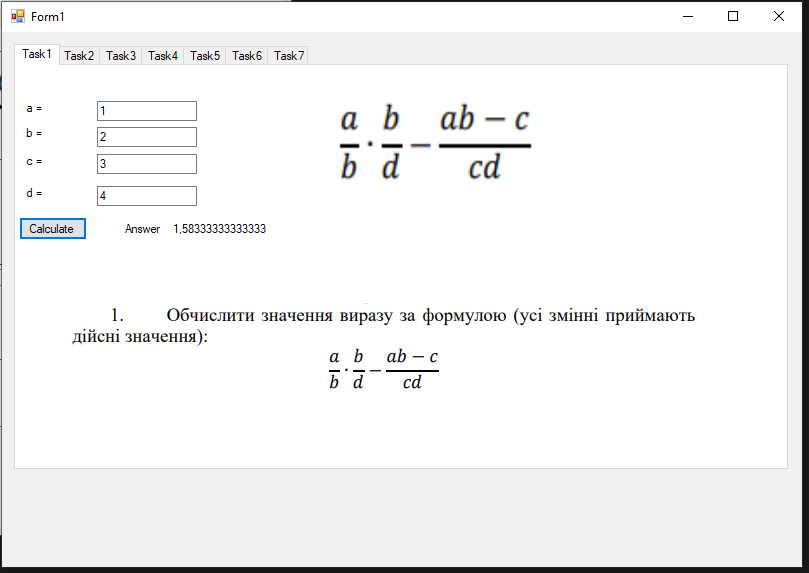 Form1
Task1 Task2 Task3 Task4 Task5 Task6 Task7
a = 1
b = 2
c = 3
d = 4
a/b · b/d − (ab − c)/cd
Calculate Answer 1,58333333333333
1. Обчислити значення виразу за формулою (усі змінні приймають
дійсні значення):
a/b · b/d − (ab − c)/cd